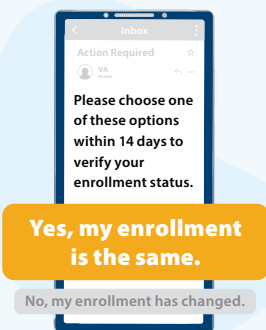 Inbox
Action Required
VA
Please choose one
of these options
within 14 days to
verify your
enrollment status.
Yes, my enrollment
is the same.
No, my enrollment has changed.